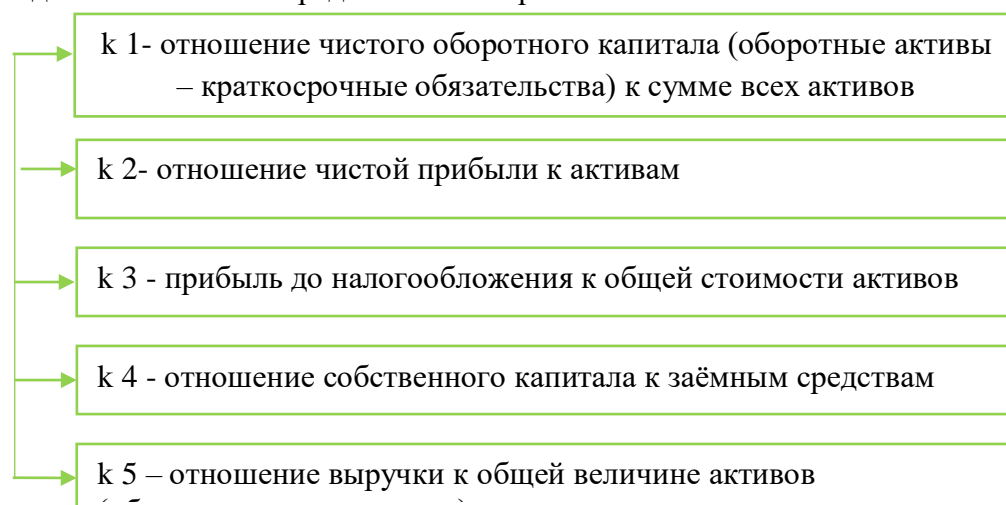 k 1- отношение чистого оборотного капитала (оборотные активы
– краткосрочные обязательства) к сумме всех активов
k 2- отношение чистой прибыли к активам
k 3 - прибыль до налогообложения к общей стоимости активов
k 4 - отношение собственного капитала к заёмным средствам
k 5 – отношение выручки к общей величине активов